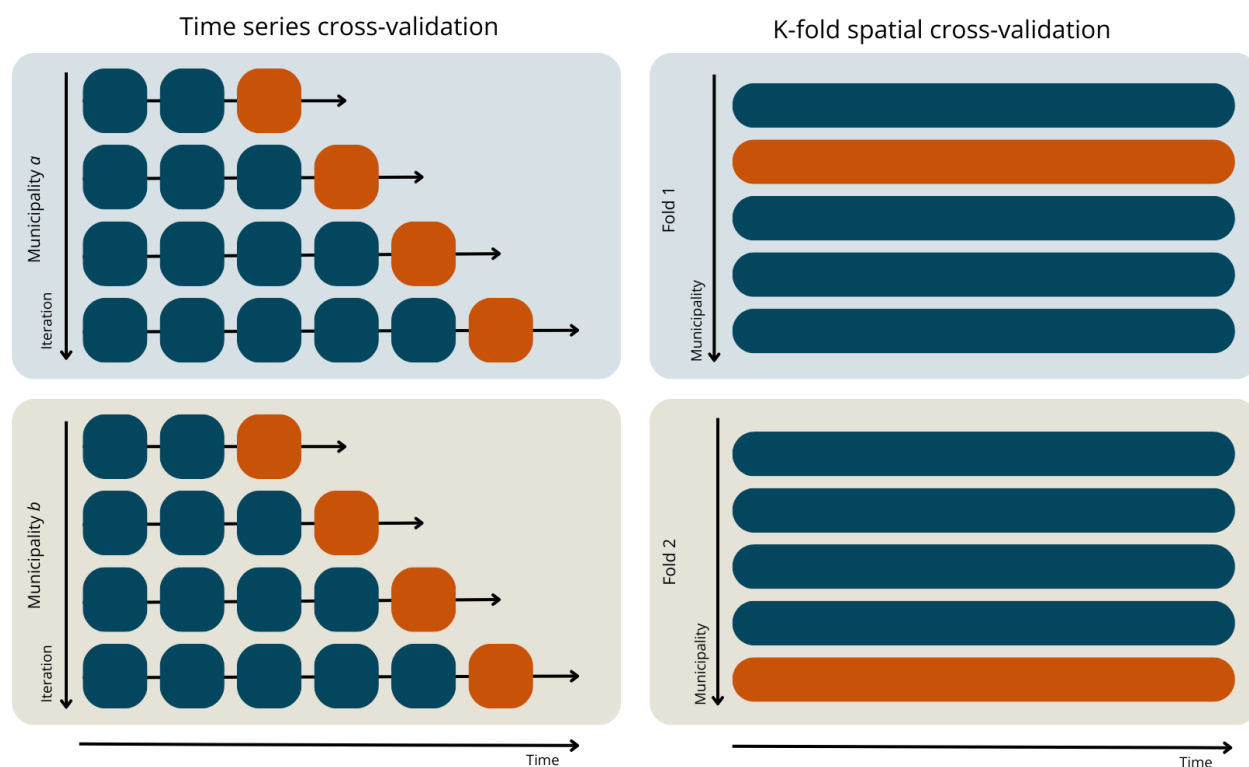 Time series cross-validation
K-fold spatial cross-validation
Municipality a
Iteration
Fold 1
Municipality
Municipality b
Iteration
Fold 2
Municipality
Time
Time